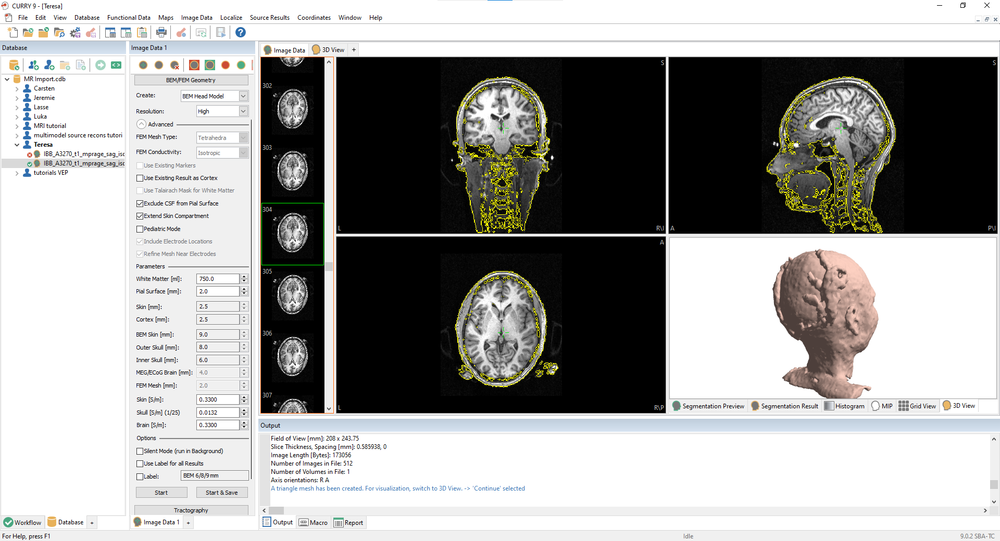 CURRY 9 - [Teresa]
File Edit View Database Functional Data Maps Image Data Localize Source Results Coordinates Window Help
Database
MR Import.cdb
Carsten
Jeremie
Lasse
Luka
MRI tutorial
multimodel source recons tutori
Teresa
IBB_A3270_t1_mprage_sag_isc
IBB_A3270_t1_mprage_sag_isc
tutorials VEP
Workflow
Database
+
Image Data 1
BEM/FEM Geometry
Create: BEM Head Model
Resolution: High
Advanced
FEM Mesh Type: Tetrahedra
FEM Conductivity: Isotropic
Use Existing Markers
Use Existing Result as Cortex
Use Talairach Mask for White Matter
Exclude CSF from Pial Surface
Extend Skin Compartment
Pediatric Mode
Include Electrode Locations
Refine Mesh Near Electrodes
Parameters
White Matter [ml]: 750.0
Pial Surface [mm]: 2.0
Skin [mm]: 2.5
Cortex [mm]: 2.5
BEM Skin [mm]: 9.0
Outer Skull [mm]: 8.0
Inner Skull [mm]: 6.0
MEG/ECoG Brain [mm]: 4.0
FEM Mesh [mm]: 2.0
Skin [S/m]: 0.3300
Skull [S/m] (1/25) 0.0132
Brain [S/m]: 0.3300
Options
Silent Mode (run in Background)
Use Label for all Results
Label: BEM 6/8/9mm
Start Start & Save
Tractography
Image Data 1
+
Image Data 3D View +
302
303
304
305
306
307
S
L
R\I
S
A
P\I
A
L
R\P
Segmentation Preview Segmentation Result Histogram MIP Grid View 3D View
Output
Field of View [mm]: 208 x 243.75
Slice Thickness, Spacing [mm]: 0.585938, 0
Image Length [Bytes]: 173056
Number of Images in File: 512
Number of Volumes in File: 1
Axis orientations: R A
A triangle mesh has been created. For visualization, switch to 3D View. -> 'Continue' selected
Output Macro Report
For Help, press F1
Idle
9.0.2 SBA-TC